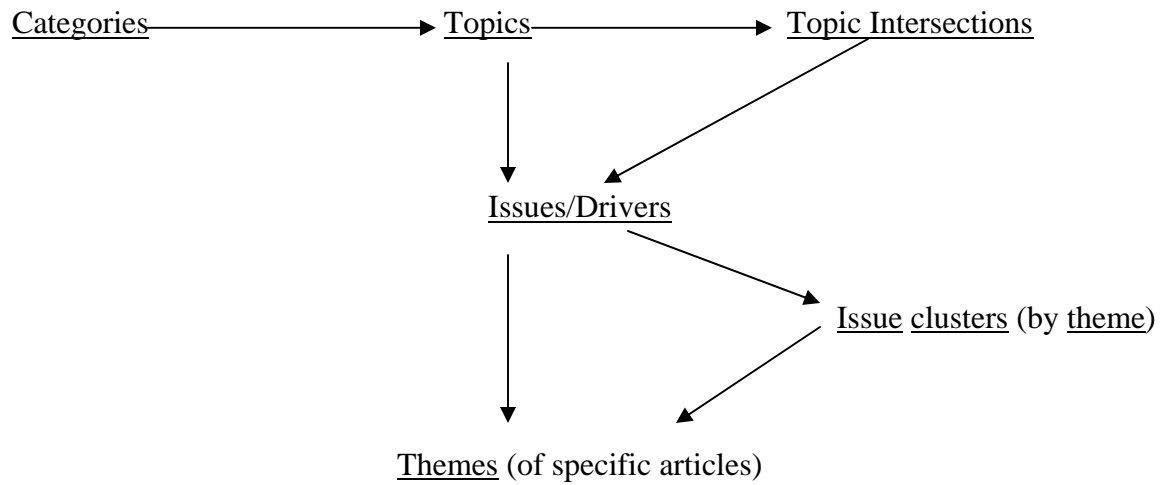 Categories
Topics
Topic Intersections
Issues/Drivers
Issue clusters (by theme)
Themes (of specific articles)